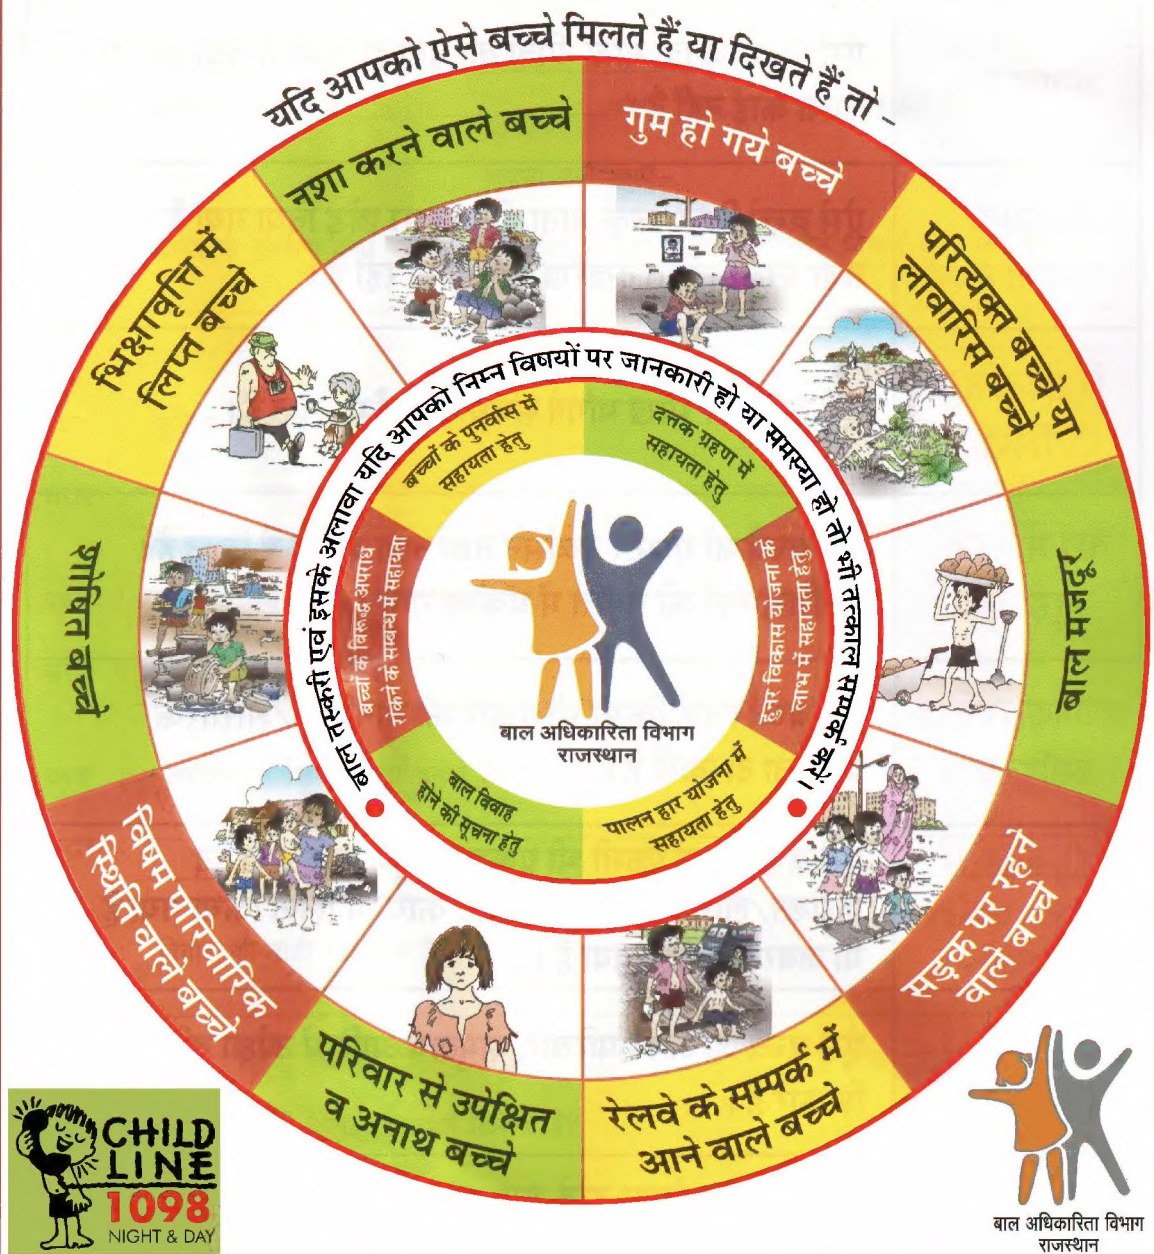 यदि आपको ऐसे बच्चे मिलते हैं या दिखते हैं तो -
गुम हो गये बच्चे
परित्यक्त बच्चे या
लावारिस बच्चे
बाल मजदूर
सड़क पर रहने
वाले बच्चे
रेलवे के सम्पर्क में
आने वाले बच्चे
परिवार से उपेक्षित
व अनाथ बच्चे
विषम पारिवारिक
स्थिति वाले बच्चे
शोषित बच्चे
भिक्षावृत्ति में
लिप्त बच्चे
नशा करने वाले बच्चे
बाल तस्करी एवं इसके अलावा यदि आपको निम्न विषयों पर जानकारी हो या समस्या हो तो भी तत्काल सम्पर्क करें।
दत्तक ग्रहण में
सहायता हेतु
हुनर विकास योजना के
लाभ में सहायता हेतु
पालन हार योजना में
सहायता हेतु
बाल विवाह
होने की सूचना हेतु
बच्चों के विरूद्ध अपराध
रोकने के सम्बन्ध में सहायता
बच्चों के पुनर्वास में
सहायता हेतु
बाल अधिकारिता विभाग
राजस्थान
CHILD
LINE
1098
NIGHT & DAY
बाल अधिकारिता विभाग
राजस्थान